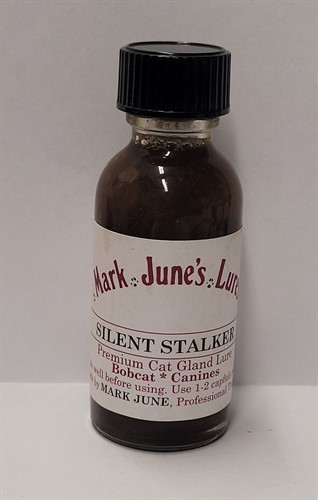 Mark June's Lure
SILENT STALKER
Premium Cat Gland Lure
Bobcat * Canines
well before using. Use 1-2
by MARK JUNE, Professional